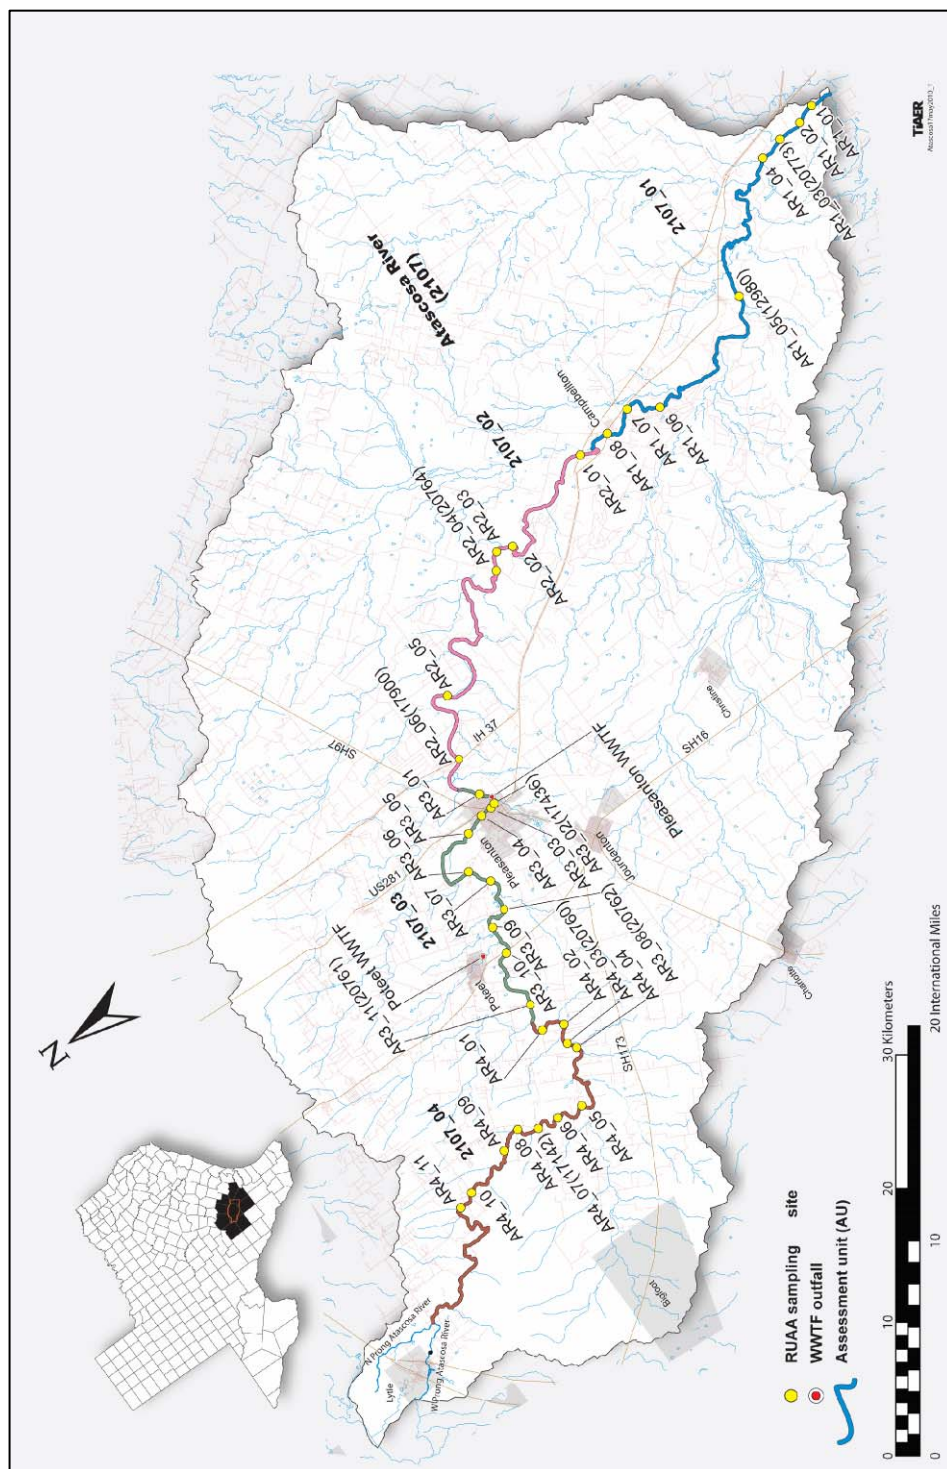 N
Atascosa River
(2107)
2107_01
2107_02
2107_03
2107_04
AR1_01
AR1_02
AR1_03(20773)
AR1_04
AR1_05(12980)
AR1_06
AR1_07
AR1_08
Campbellton
AR2_01
AR2_02
AR2_03
AR2_04(20764)
AR2_05
AR2_06(17900)
IH 37
SH97
AR3_01
AR3_05
AR3_06
US281
AR3_07
Pleasanton
AR3_04
AR3_03
AR3_02(17436)
Pleasanton WWTF
Jourdanton
Christine
SH16
Charlotte
AR3_08(20762)
AR3_09
AR3_10
Poteet WWTF
Poteet
AR3_11(20761)
AR4_01
AR4_02
AR4_03(20760)
AR4_04
SH173
AR4_05
AR4_06
AR4_07(17142)
AR4_08
AR4_09
AR4_10
AR4_11
Bigfoot
N Prong Atascosa River
W Prong Atascosa River
Lytle
RUAA sampling site
WWTF outfall
Assessment unit (AU)
0 10 20 30 Kilometers
0 10 20 International Miles
TIAER